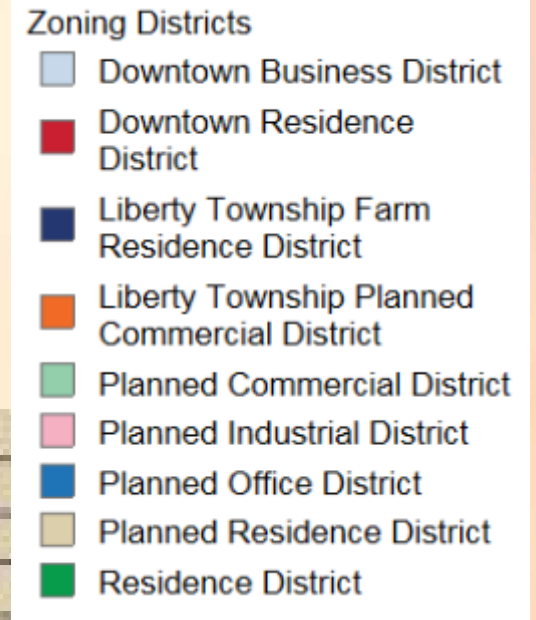 Zoning Districts
Downtown Business District
Downtown Residence
District
Liberty Township Farm
Residence District
Liberty Township Planned
Commercial District
Planned Commercial District
Planned Industrial District
Planned Office District
Planned Residence District
Residence District